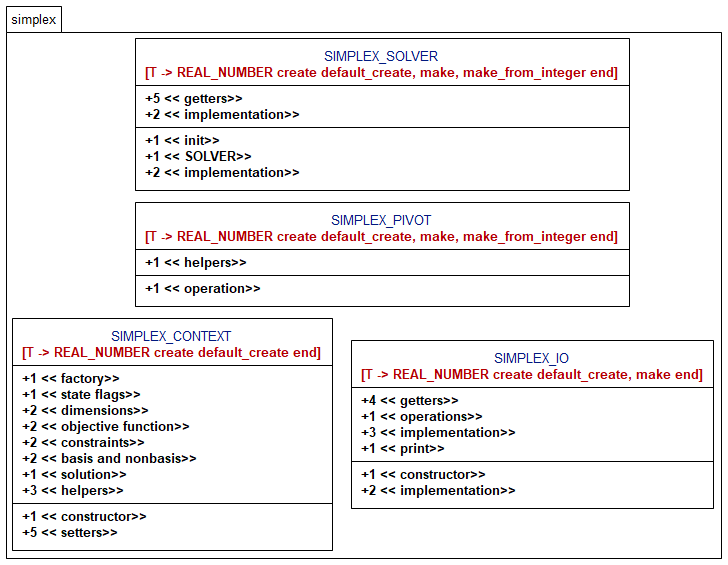 simplex
SIMPLEX_SOLVER
[T -> REAL_NUMBER create default_create, make, make_from_integer end]
+5 << getters>>
+2 << implementation>>
+1 << init>>
+1 << SOLVER>>
+2 << implementation>>
SIMPLEX_PIVOT
[T -> REAL_NUMBER create default_create, make, make_from_integer end]
+1 << helpers>>
+1 << operation>>
SIMPLEX_CONTEXT
[T -> REAL_NUMBER create default_create end]
+1 << factory>>
+1 << state flags>>
+2 << dimensions>>
+2 << objective function>>
+2 << constraints>>
+2 << basis and nonbasis>>
+1 << solution>>
+3 << helpers>>
+1 << constructor>>
+5 << setters>>
SIMPLEX_IO
[T -> REAL_NUMBER create default_create, make end]
+4 << getters>>
+1 << operations>>
+3 << implementation>>
+1 << print>>
+1 << constructor>>
+2 << implementation>>